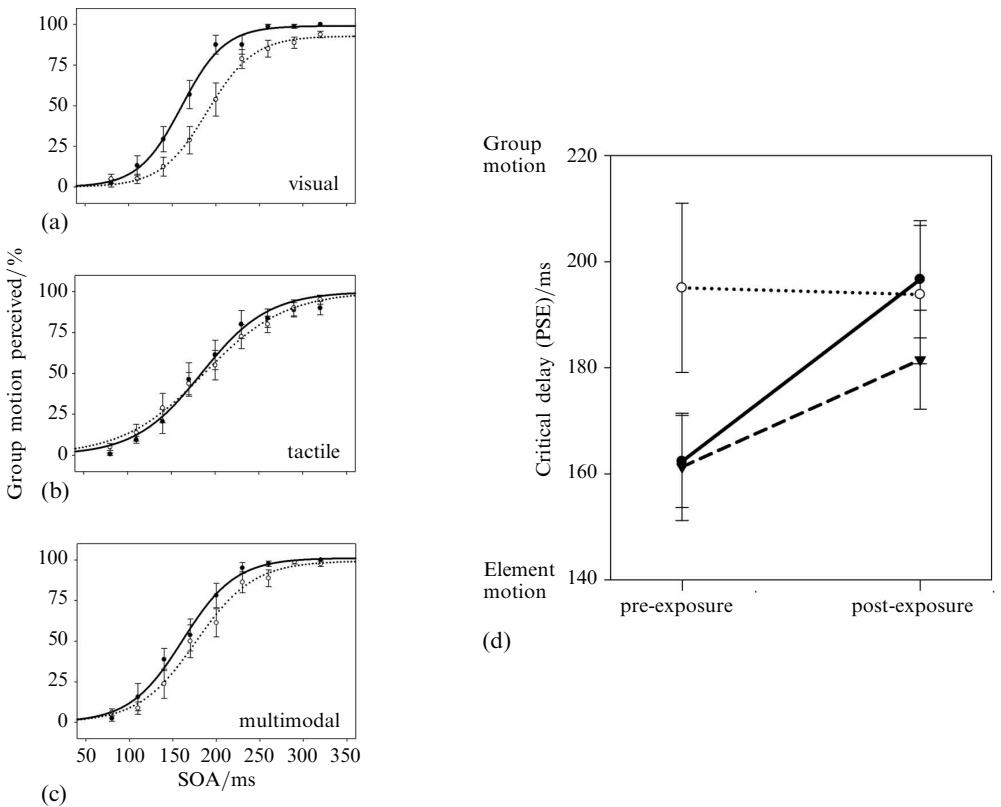 100
75
50
25
0
visual
(a)
100
75
50
25
0
tactile
(b)
Group motion perceived/%
100
75
50
25
0
multimodal
50 100 150 200 250 300 350
SOA/ms
(c)
Group
motion
220
200
180
160
140
Critical delay (PSE)/ms
Element
motion
pre-exposure post-exposure
(d)